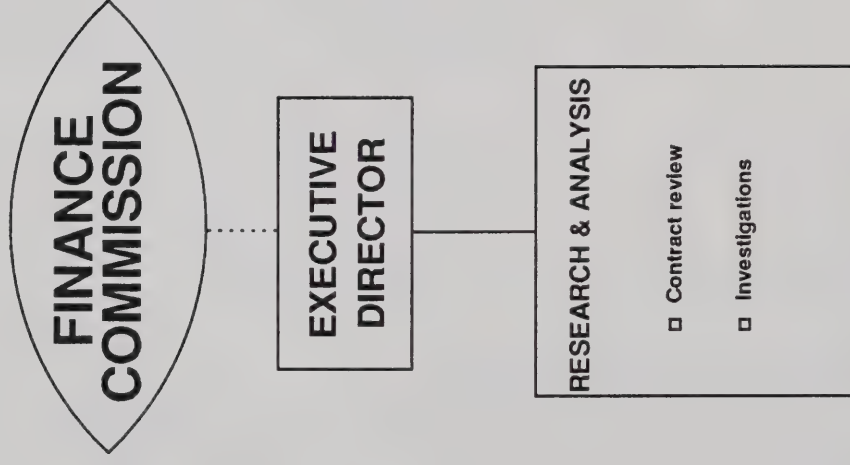 FINANCE
COMMISSION
EXECUTIVE
DIRECTOR
RESEARCH & ANALYSIS
Contract review
Investigations